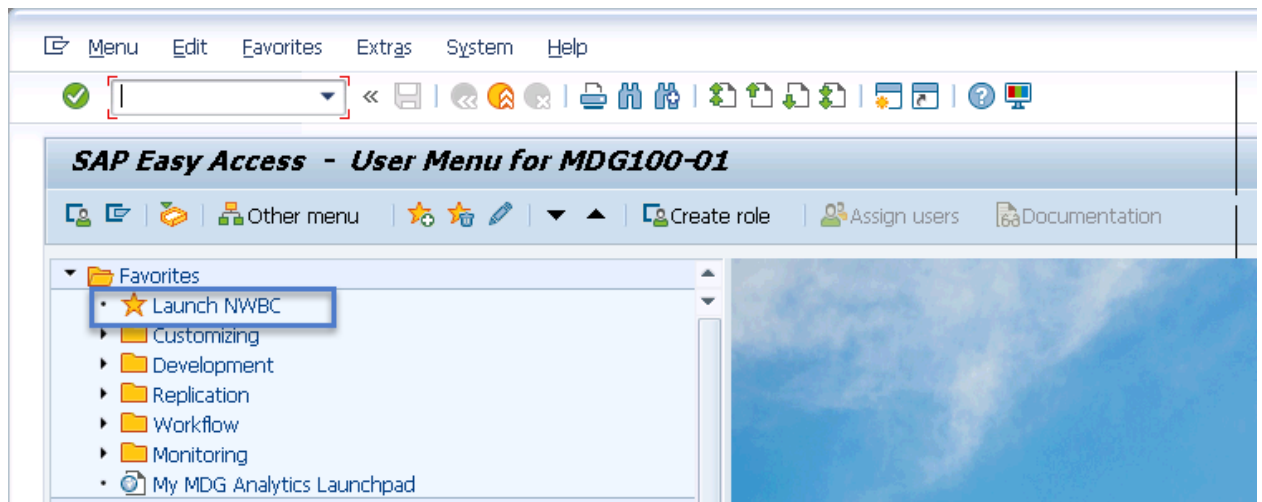 Menu Edit Favorites Extras System Help
SAP Easy Access - User Menu for MDG100-01
Other menu Create role Assign users Documentation
Favorites
Launch NWBC
Customizing
Development
Replication
Workflow
Monitoring
My MDG Analytics Launchpad